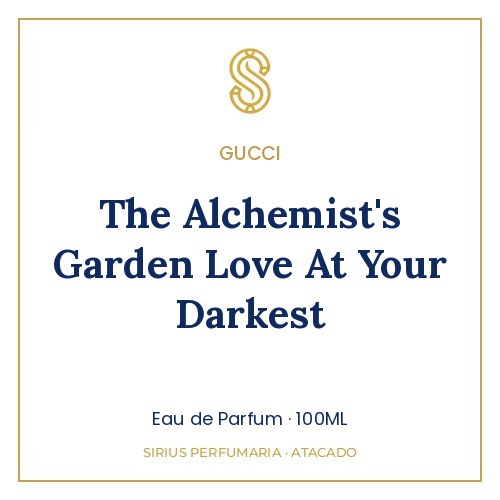 GUCCI
The Alchemist's
Garden Love At Your
Darkest
Eau de Parfum · 100ML
SIRIUS PERFUMARIA · ATACADO